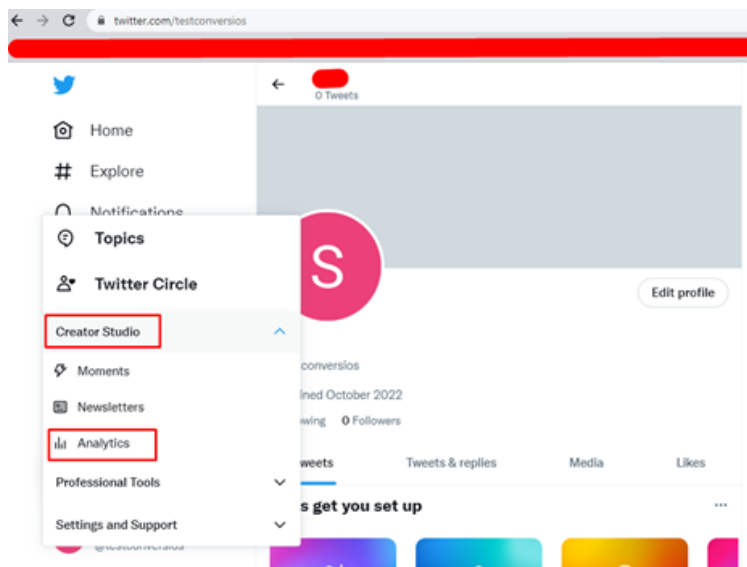 twitter.com/testconversios
0 Tweets
Home
Explore
Notifications
Topics
Twitter Circle
Creator Studio
Moments
Newsletters
Analytics
Professional Tools
Settings and Support
@testconversios
S
Edit profile
conversios
ined October 2022
wing 0 Followers
weets Tweets & replies Media Likes
s get you set up